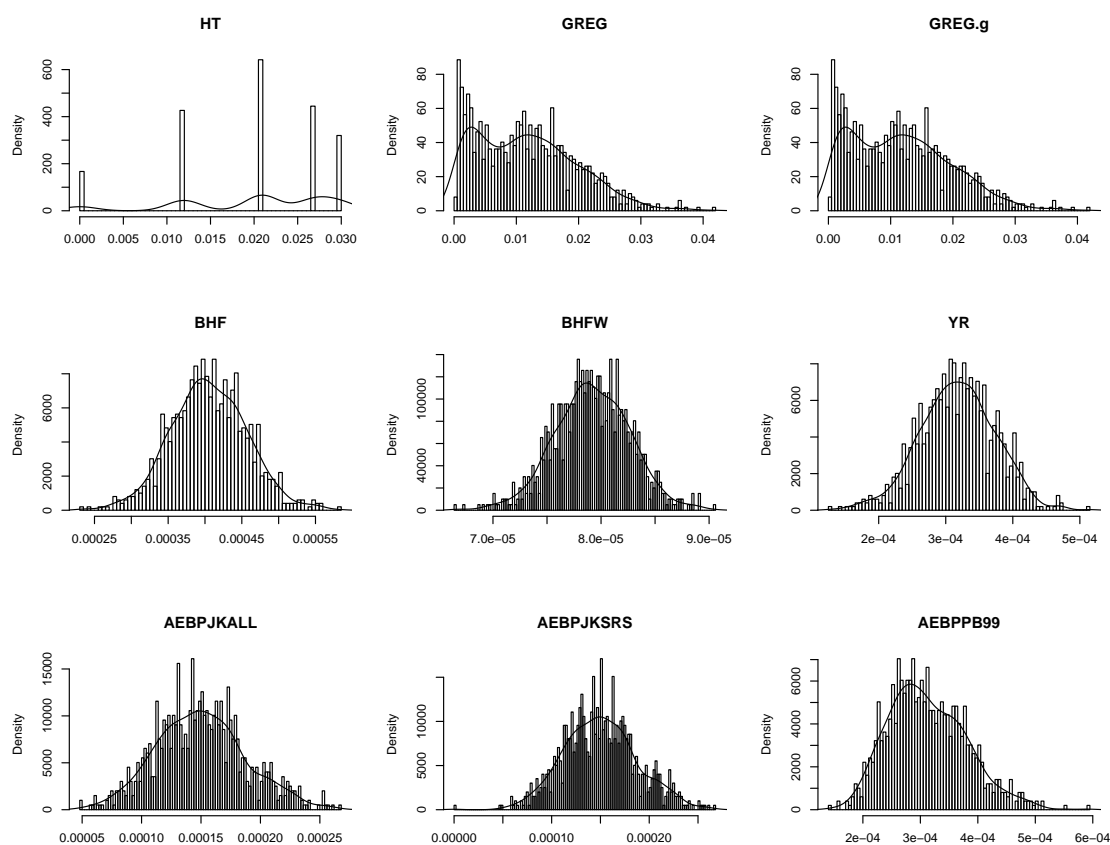 HT
Density
0 200 400 600
0.000 0.005 0.010 0.015 0.020 0.025 0.030
GREG
Density
0 20 40 60 80
0.00 0.01 0.02 0.03 0.04
GREG.g
Density
0 20 40 60 80
0.00 0.01 0.02 0.03 0.04
BHF
Density
0 2000 6000
0.00025 0.00035 0.00045 0.00055
BHFW
Density
0 40000 100000
7.0e-05 8.0e-05 9.0e-05
YR
Density
0 2000 4000 6000
2e-04 3e-04 4e-04 5e-04
AEBPJKALL
Density
0 5000 10000 15000
0.00005 0.00010 0.00015 0.00020 0.00025
AEBPJKSRS
Density
0 5000 10000
0.00000 0.00010 0.00020
AEBPPB99
Density
0 2000 4000 6000
2e-04 3e-04 4e-04 5e-04 6e-04